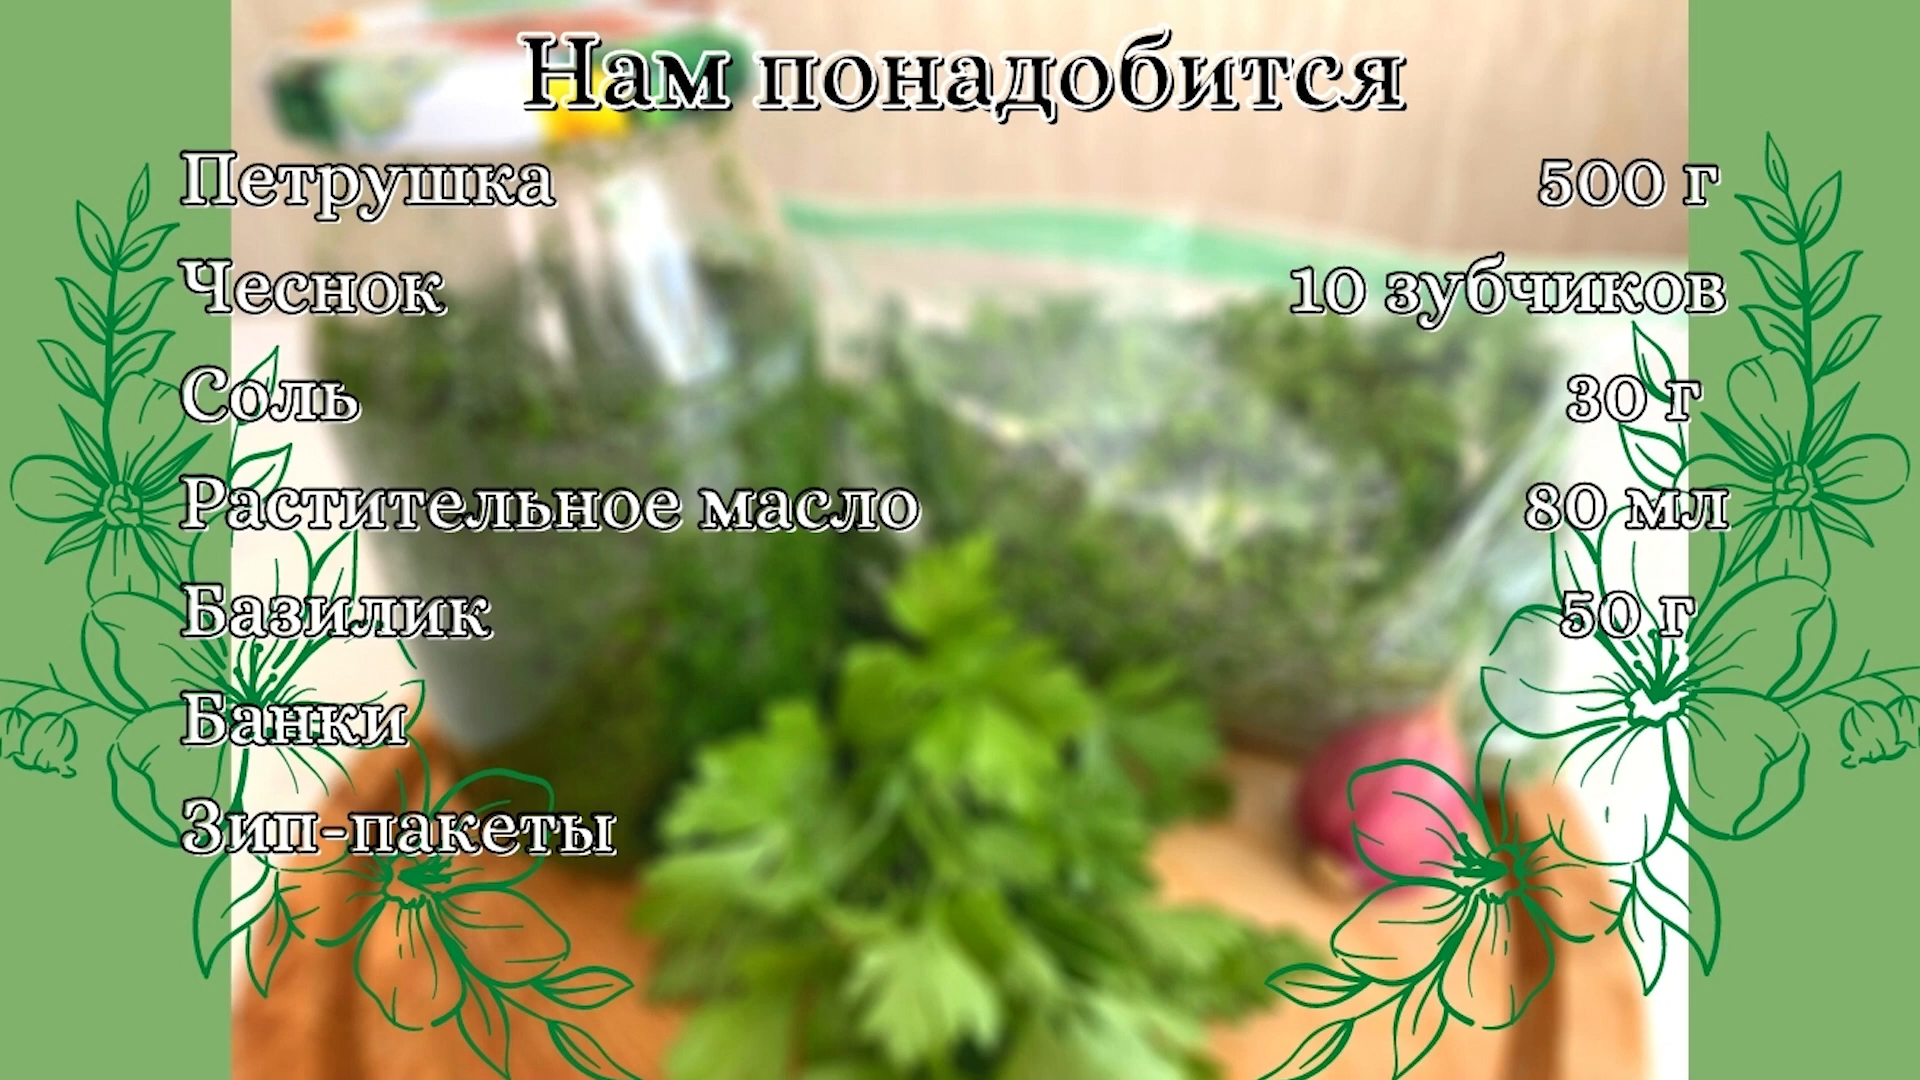 Нам понадобится
Петрушка 500 г
Чеснок 10 зубчиков
Соль 30 г
Растительное масло 80 мл
Базилик 50 г
Банки
Зип-пакеты